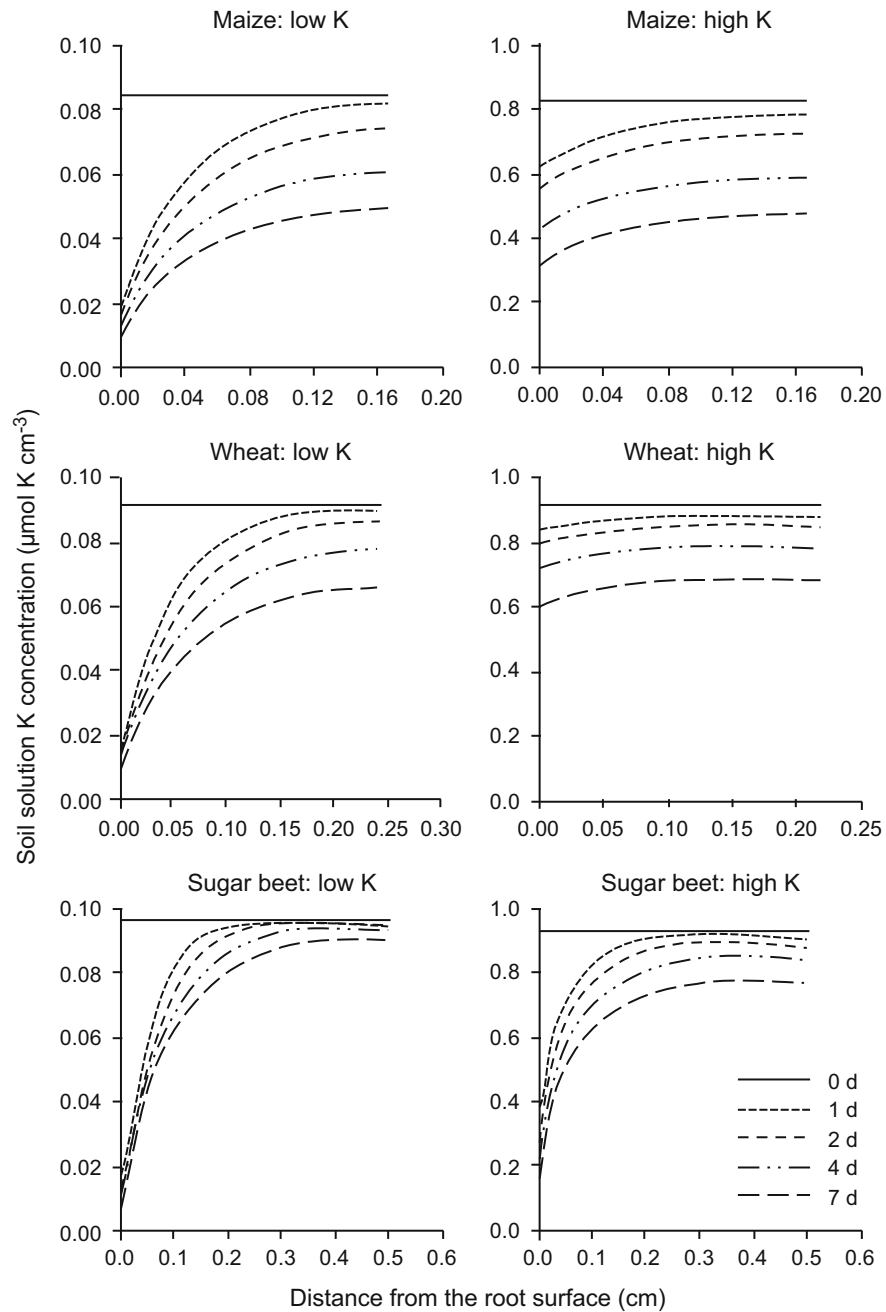 Maize: low K
Maize: high K
0.10
0.08
0.06
0.04
0.02
0.00
0.00 0.04 0.08 0.12 0.16 0.20
1.0
0.8
0.6
0.4
0.2
0.0
0.00 0.04 0.08 0.12 0.16 0.20
Soil solution K concentration (µmol K cm⁻³)
Wheat: low K
Wheat: high K
0.10
0.08
0.06
0.04
0.02
0.00
0.00 0.05 0.10 0.15 0.20 0.25 0.30
1.0
0.8
0.6
0.4
0.2
0.0
0.00 0.05 0.10 0.15 0.20 0.25
Sugar beet: low K
Sugar beet: high K
0.10
0.08
0.06
0.04
0.02
0.00
0.0 0.1 0.2 0.3 0.4 0.5 0.6
1.0
0.8
0.6
0.4
0.2
0.0
0.0 0.1 0.2 0.3 0.4 0.5 0.6
0 d
1 d
2 d
4 d
7 d
Distance from the root surface (cm)